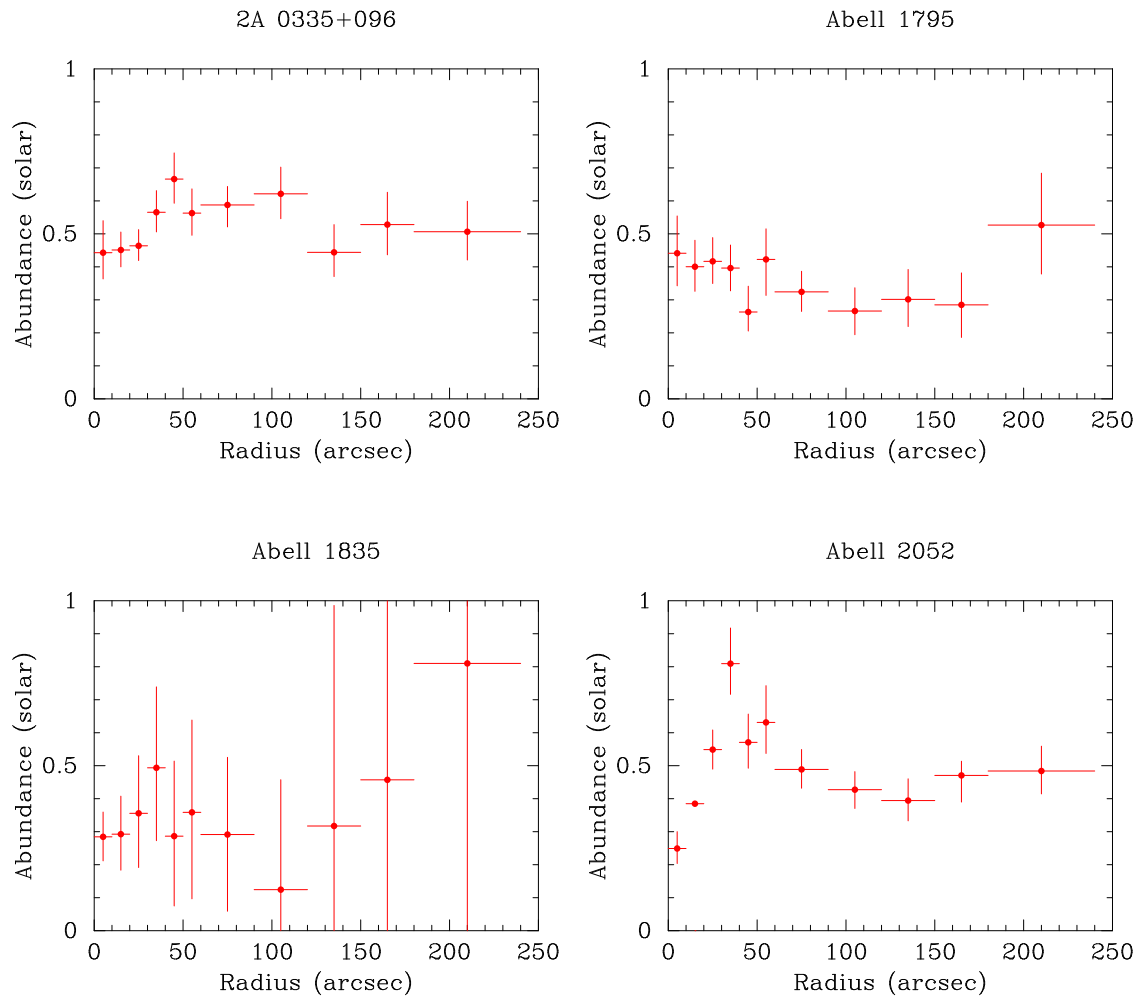 2A 0335+096
Abell 1795
1
0.5
0
Abundance (solar)
0 50 100 150 200 250
Radius (arcsec)
1
0.5
0
Abundance (solar)
0 50 100 150 200 250
Radius (arcsec)
Abell 1835
Abell 2052
1
0.5
0
Abundance (solar)
0 50 100 150 200 250
Radius (arcsec)
1
0.5
0
Abundance (solar)
0 50 100 150 200 250
Radius (arcsec)